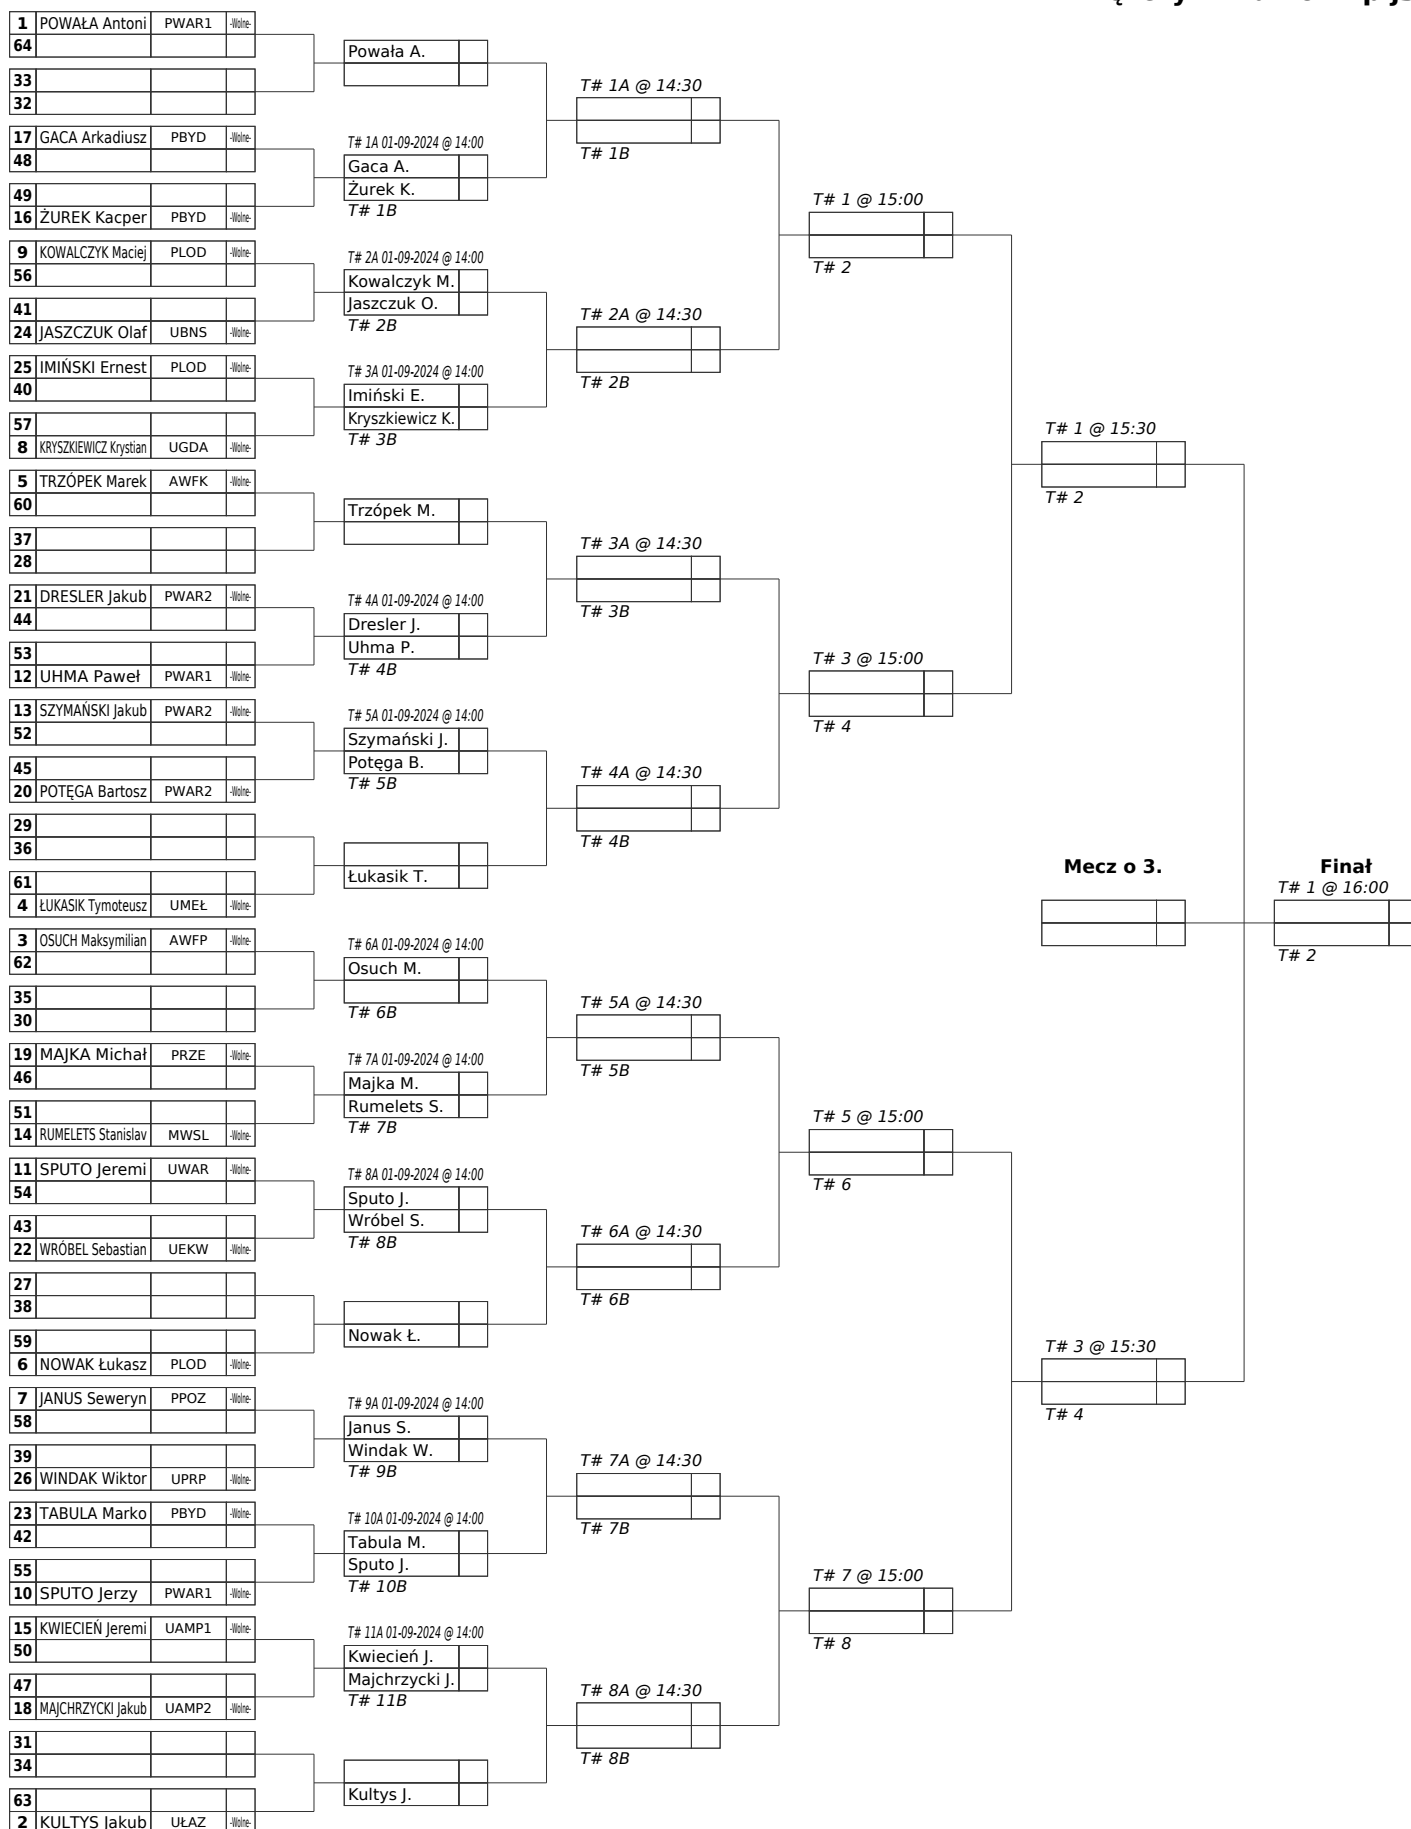 1 POWAŁA Antoni PWAR1 -Wolne-
64
33
32
17 GACA Arkadiusz PBYD -Wolne-
48
49
16 ŻUREK Kacper PBYD -Wolne-
9 KOWALCZYK Maciej PLOD -Wolne-
56
41
24 JASZCZUK Olaf UBNS -Wolne-
25 IMIŃSKI Ernest PLOD -Wolne-
40
57
8 KRYSZKIEWICZ Krystian UGDA -Wolne-
5 TRZÓPEK Marek AWFK -Wolne-
60
37
28
21 DRESLER Jakub PWAR2 -Wolne-
44
53
12 UHMA Paweł PWAR1 -Wolne-
13 SZYMAŃSKI Jakub PWAR2 -Wolne-
52
45
20 POTĘGA Bartosz PWAR2 -Wolne-
29
36
61
4 ŁUKASIK Tymoteusz UMEŁ -Wolne-
3 OSUCH Maksymilian AWFP -Wolne-
62
35
30
19 MAJKA Michał PRZE -Wolne-
46
51
14 RUMELETS Stanislav MWSL -Wolne-
11 SPUTO Jeremi UWAR -Wolne-
54
43
22 WRÓBEL Sebastian UEKW -Wolne-
27
38
59
6 NOWAK Łukasz PLOD -Wolne-
7 JANUS Seweryn PPOZ -Wolne-
58
39
26 WINDAK Wiktor UPRP -Wolne-
23 TABULA Marko PBYD -Wolne-
42
55
10 SPUTO Jerzy PWAR1 -Wolne-
15 KWIECIEŃ Jeremi UAMP1 -Wolne-
50
47
18 MAJCHRZYCKI Jakub UAMP2 -Wolne-
31
34
63
2 KULTYS Jakub UŁAZ -Wolne-
Powała A.
T# 1A 01-09-2024 @ 14:00
Gaca A.
Żurek K.
T# 1B
T# 2A 01-09-2024 @ 14:00
Kowalczyk M.
Jaszczuk O.
T# 2B
T# 3A 01-09-2024 @ 14:00
Imiński E.
Kryszkiewicz K.
T# 3B
Trzópek M.
T# 4A 01-09-2024 @ 14:00
Dresler J.
Uhma P.
T# 4B
T# 5A 01-09-2024 @ 14:00
Szymański J.
Potęga B.
T# 5B
Łukasik T.
T# 6A 01-09-2024 @ 14:00
Osuch M.
T# 6B
T# 7A 01-09-2024 @ 14:00
Majka M.
Rumelets S.
T# 7B
T# 8A 01-09-2024 @ 14:00
Sputo J.
Wróbel S.
T# 8B
Nowak Ł.
T# 9A 01-09-2024 @ 14:00
Janus S.
Windak W.
T# 9B
T# 10A 01-09-2024 @ 14:00
Tabula M.
Sputo J.
T# 10B
T# 11A 01-09-2024 @ 14:00
Kwiecień J.
Majchrzycki J.
T# 11B
Kultys J.
T# 1A @ 14:30
T# 1B
T# 2A @ 14:30
T# 2B
T# 3A @ 14:30
T# 3B
T# 4A @ 14:30
T# 4B
T# 5A @ 14:30
T# 5B
T# 6A @ 14:30
T# 6B
T# 7A @ 14:30
T# 7B
T# 8A @ 14:30
T# 8B
T# 1 @ 15:00
T# 2
T# 3 @ 15:00
T# 4
T# 5 @ 15:00
T# 6
T# 7 @ 15:00
T# 8
T# 1 @ 15:30
T# 2
Mecz o 3.
T# 3 @ 15:30
T# 4
Finał
T# 1 @ 16:00
T# 2